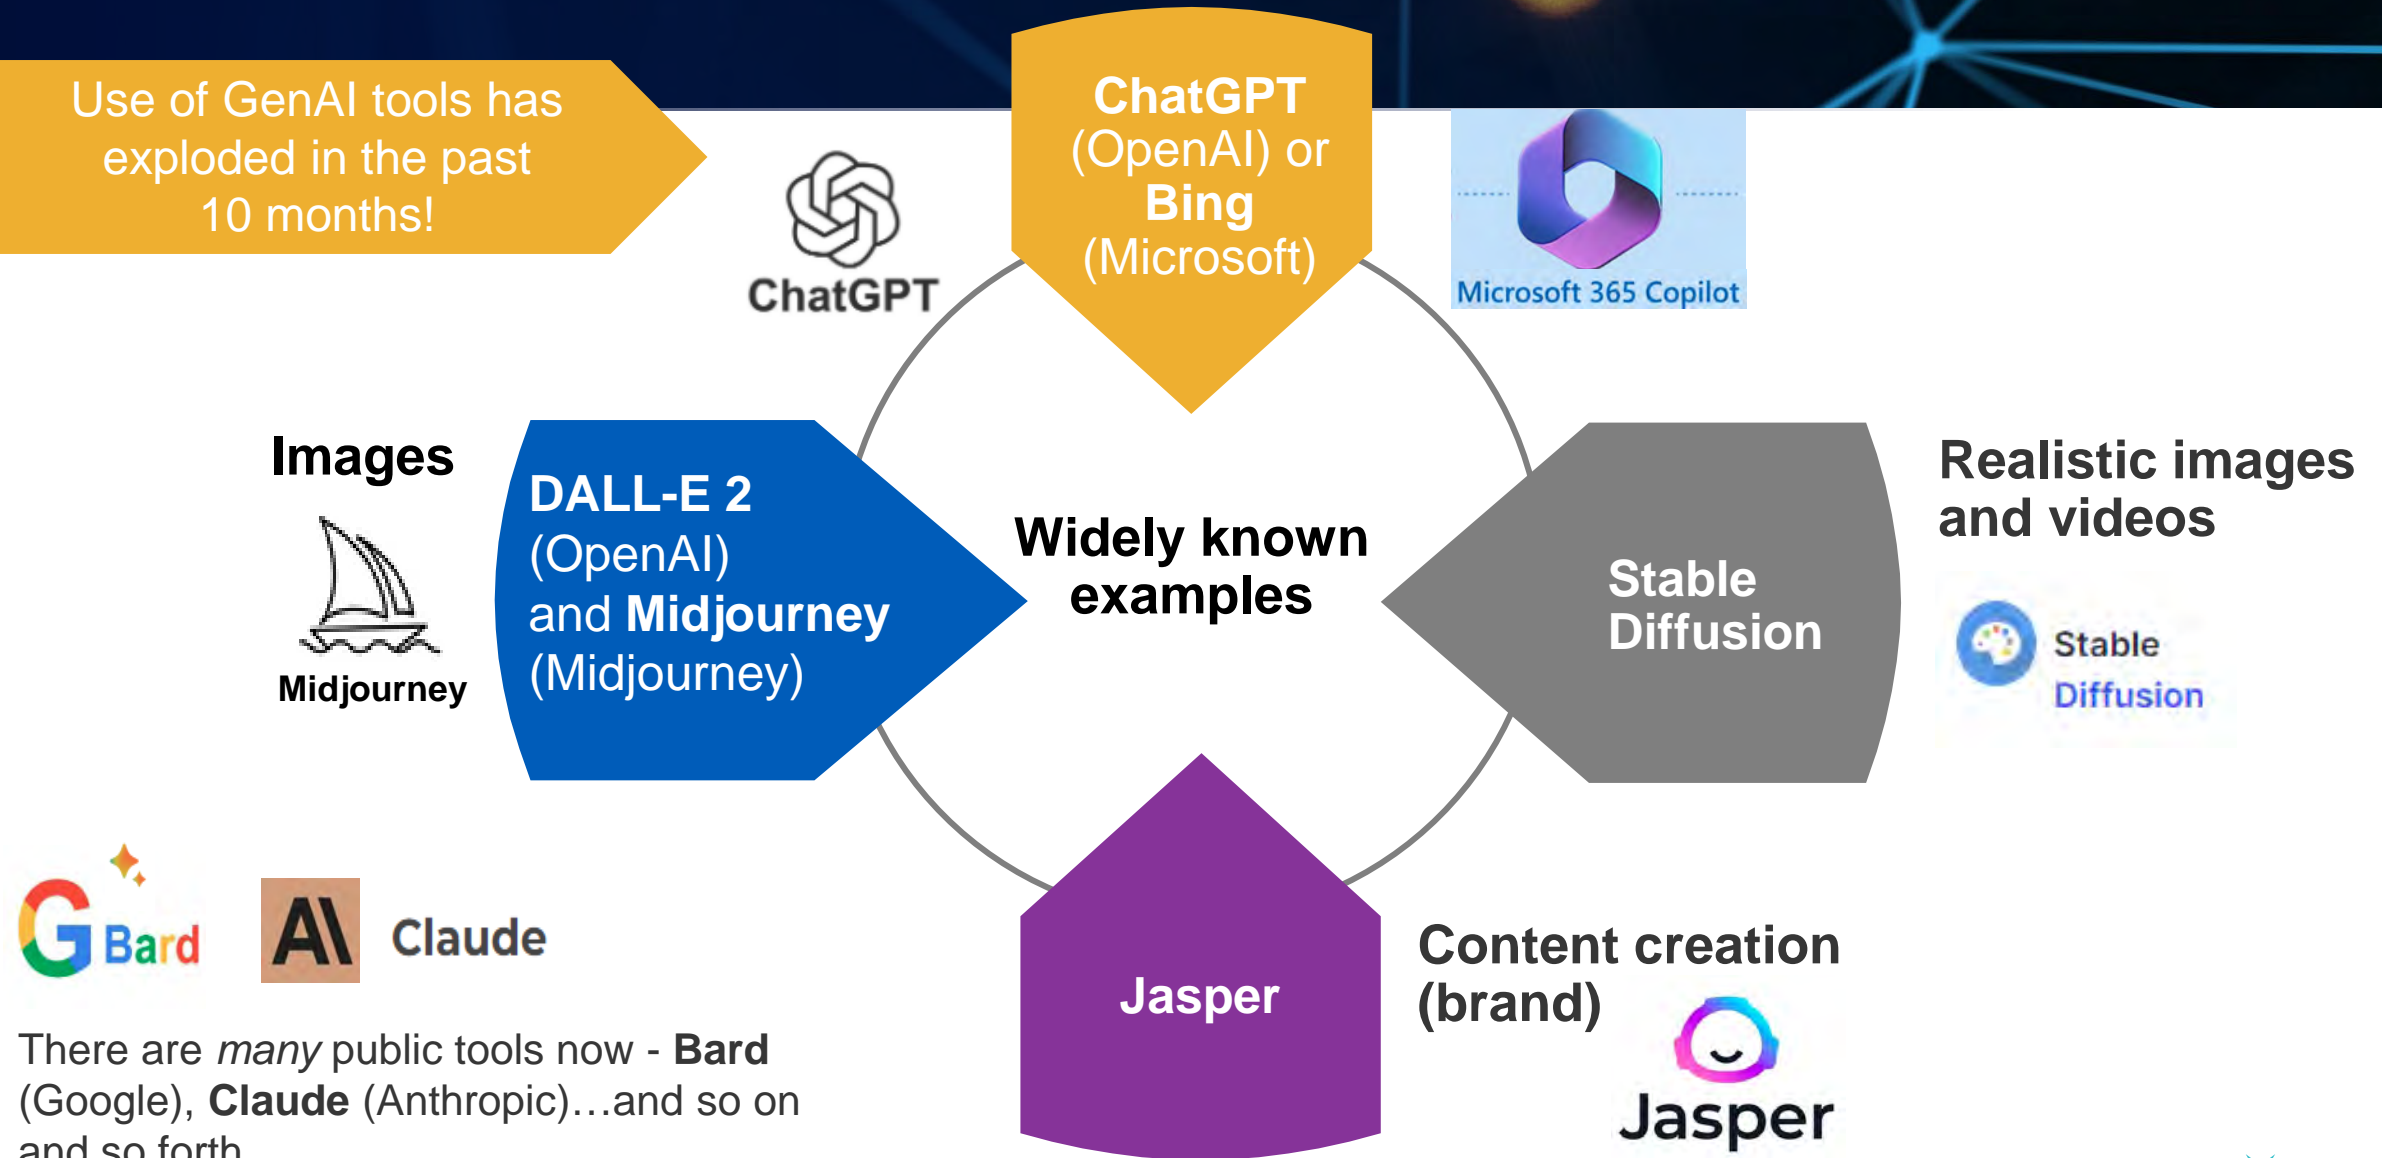 Use of GenAI tools has
exploded in the past
10 months!
ChatGPT
ChatGPT
(OpenAI) or
Bing
(Microsoft)
Microsoft 365 Copilot
Images
Midjourney
DALL-E 2
(OpenAI)
and Midjourney
(Midjourney)
Widely known
examples
Stable
Diffusion
Realistic images
and videos
Stable
Diffusion
G Bard
A\ Claude
There are many public tools now - Bard
(Google), Claude (Anthropic)…and so on
and so forth
Jasper
Content creation
(brand)
Jasper